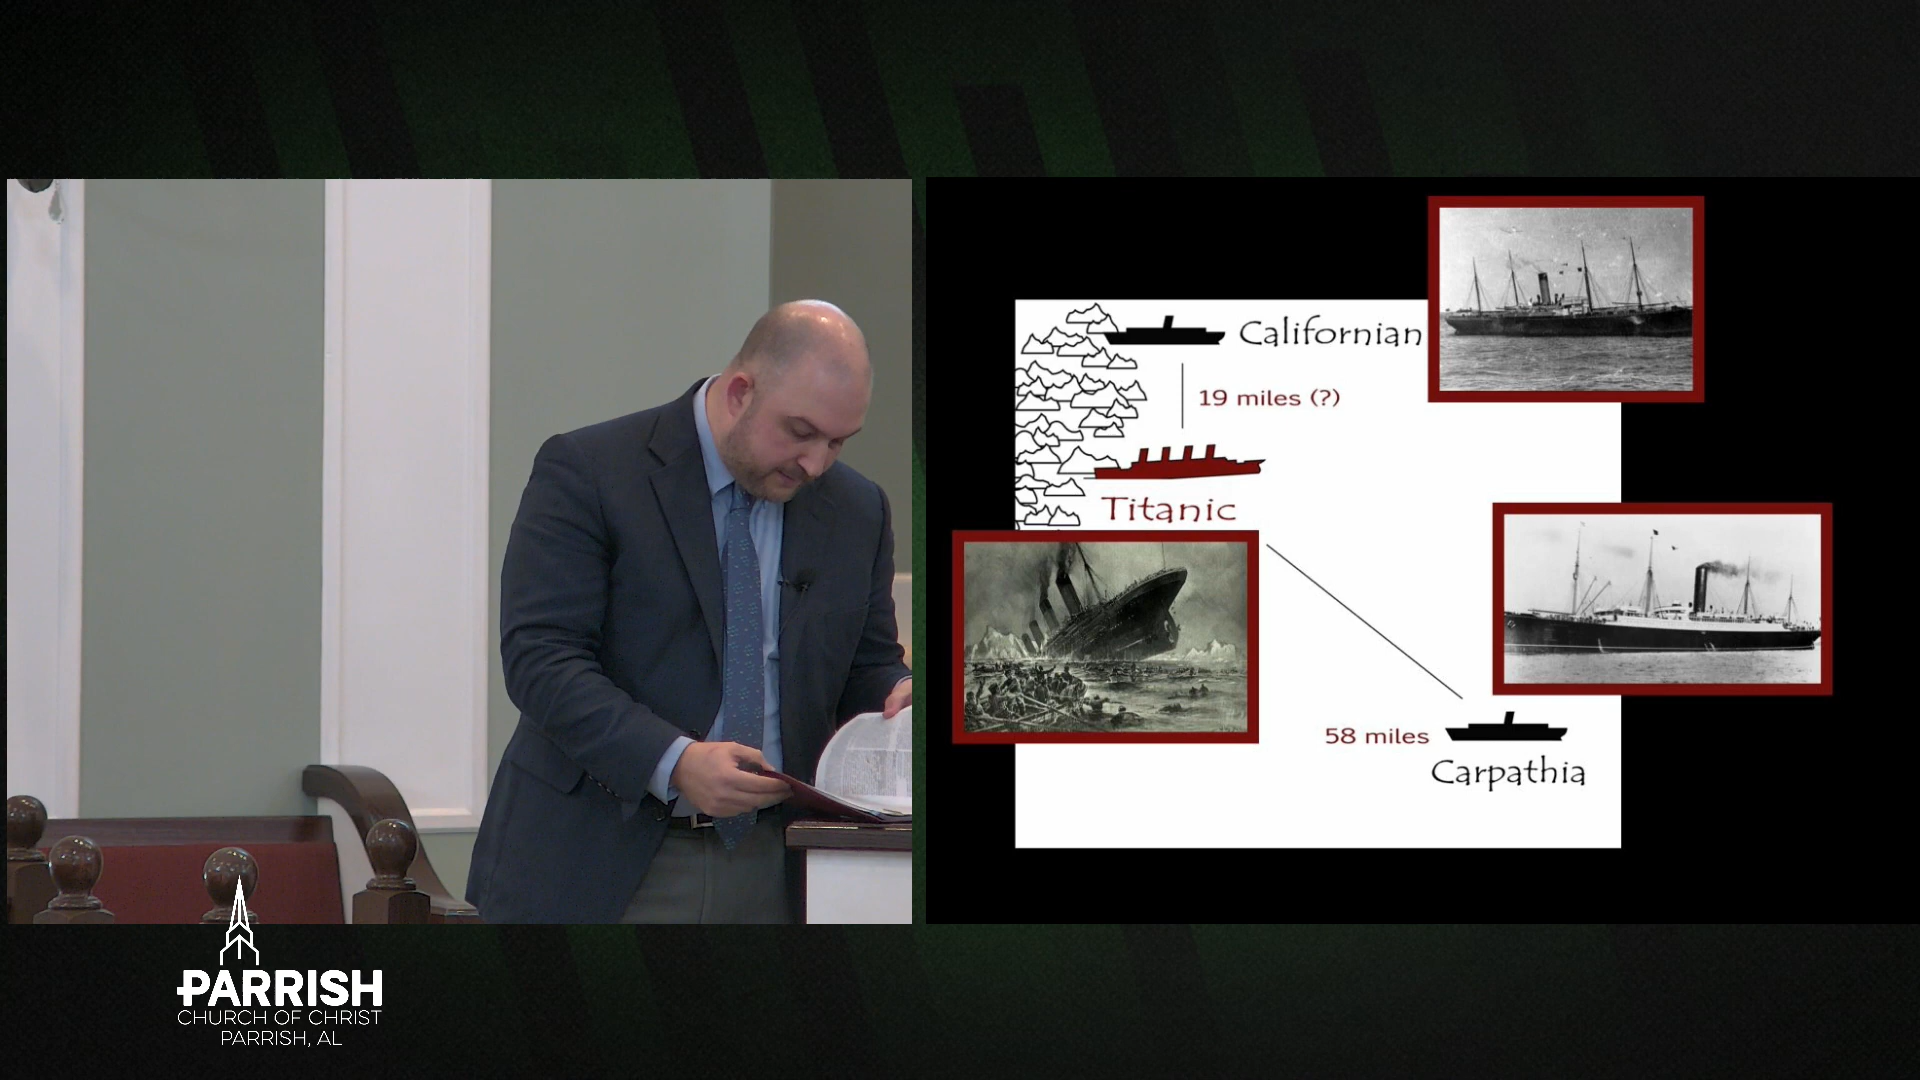 Californian
19 miles (?)
Titanic
58 miles
Carpathia
PARRISH
CHURCH OF CHRIST
PARRISH, AL